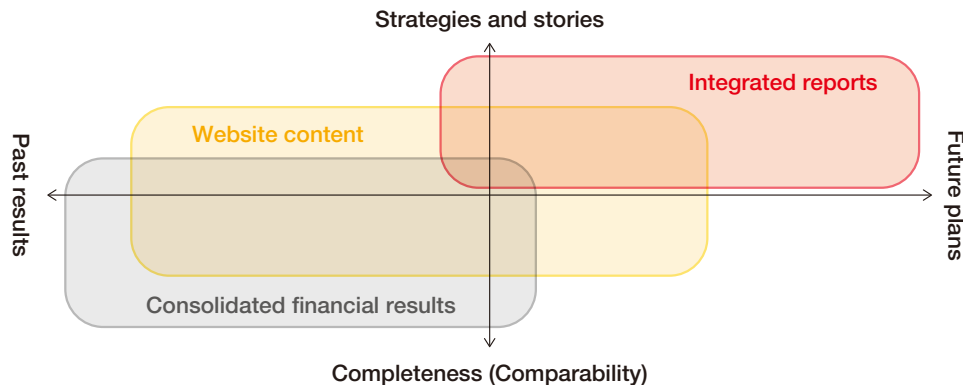 Strategies and stories
Integrated reports
Website content
Past results
Future plans
Consolidated financial results
Completeness (Comparability)